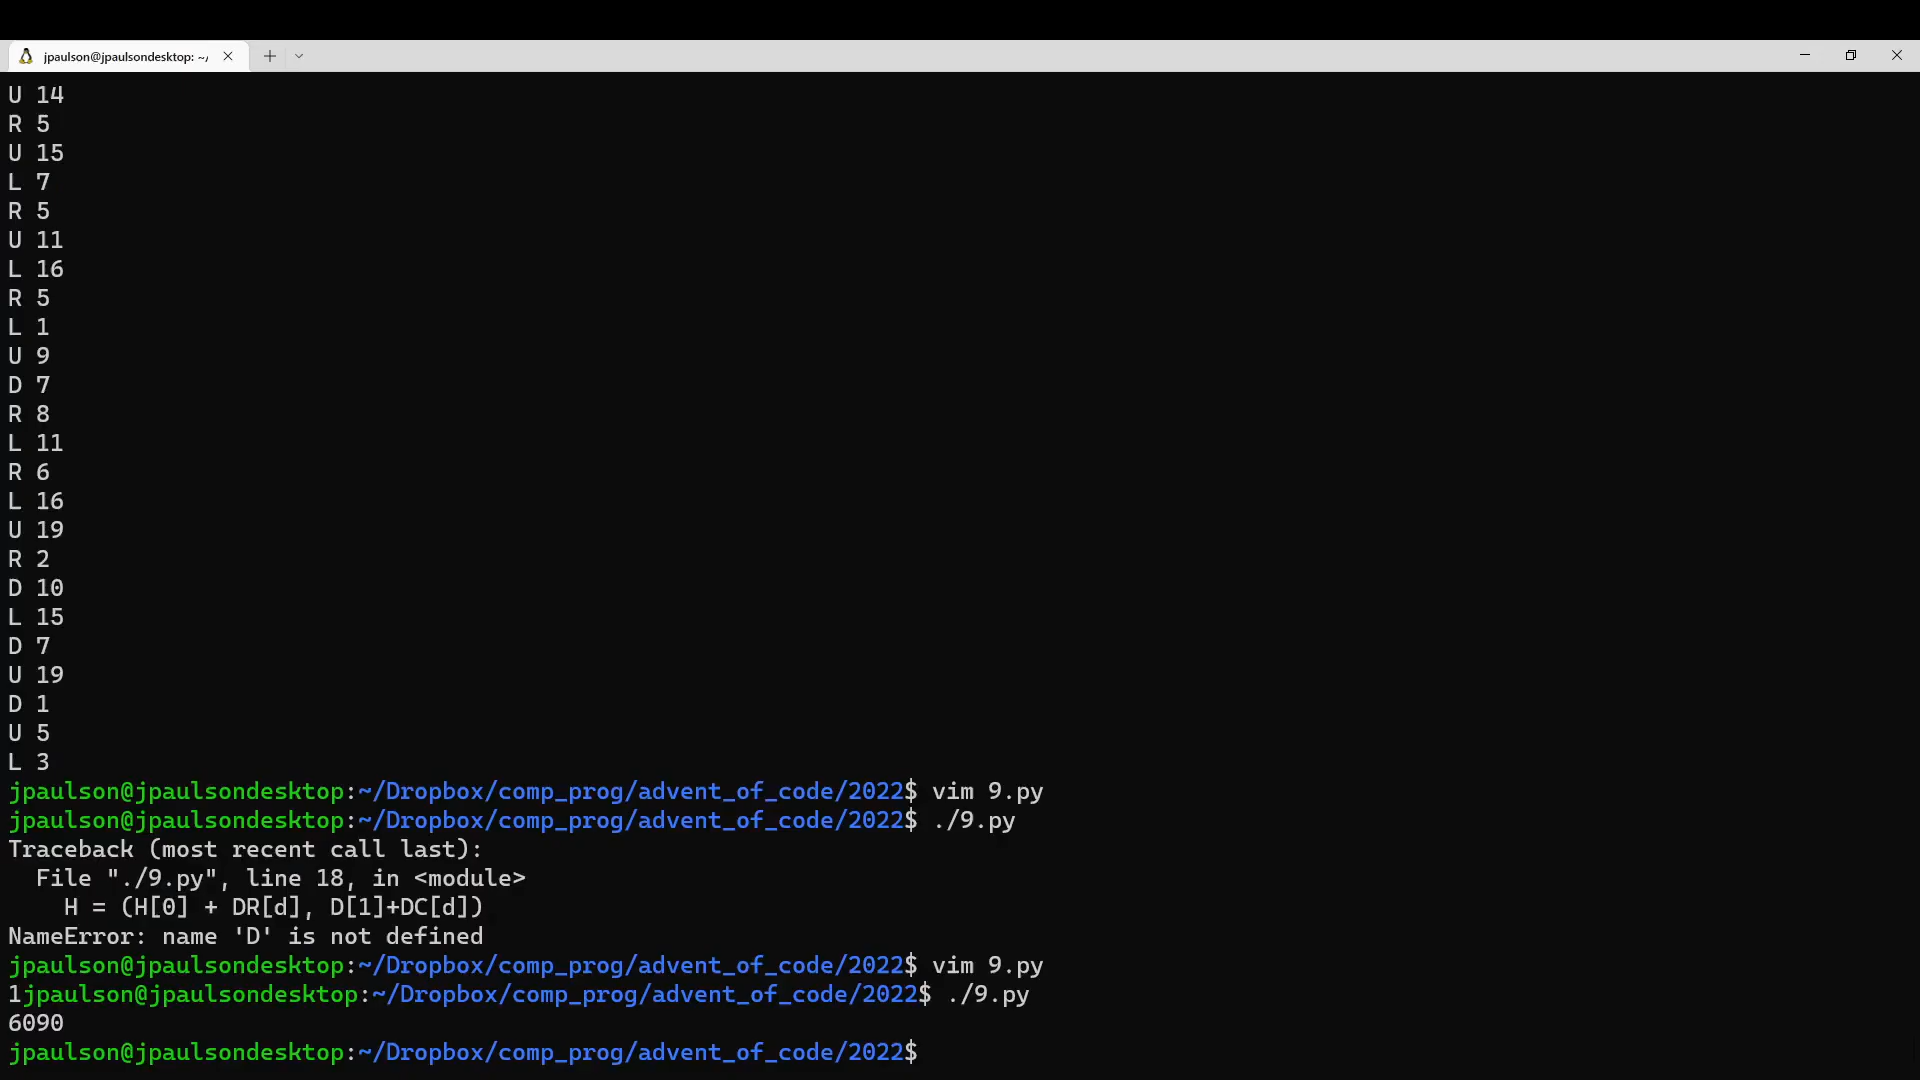 jpaulson@jpaulsondesktop: ~/
U 14
R 5
U 15
L 7
R 5
U 11
L 16
R 5
L 1
U 9
D 7
R 8
L 11
R 6
L 16
U 19
R 2
D 10
L 15
D 7
U 19
D 1
U 5
L 3
jpaulson@jpaulsondesktop:~/Dropbox/comp_prog/advent_of_code/2022$ vim 9.py
jpaulson@jpaulsondesktop:~/Dropbox/comp_prog/advent_of_code/2022$ ./9.py
Traceback (most recent call last):
  File "./9.py", line 18, in <module>
    H = (H[0] + DR[d], D[1]+DC[d])
NameError: name 'D' is not defined
jpaulson@jpaulsondesktop:~/Dropbox/comp_prog/advent_of_code/2022$ vim 9.py
1jpaulson@jpaulsondesktop:~/Dropbox/comp_prog/advent_of_code/2022$ ./9.py
6090
jpaulson@jpaulsondesktop:~/Dropbox/comp_prog/advent_of_code/2022$